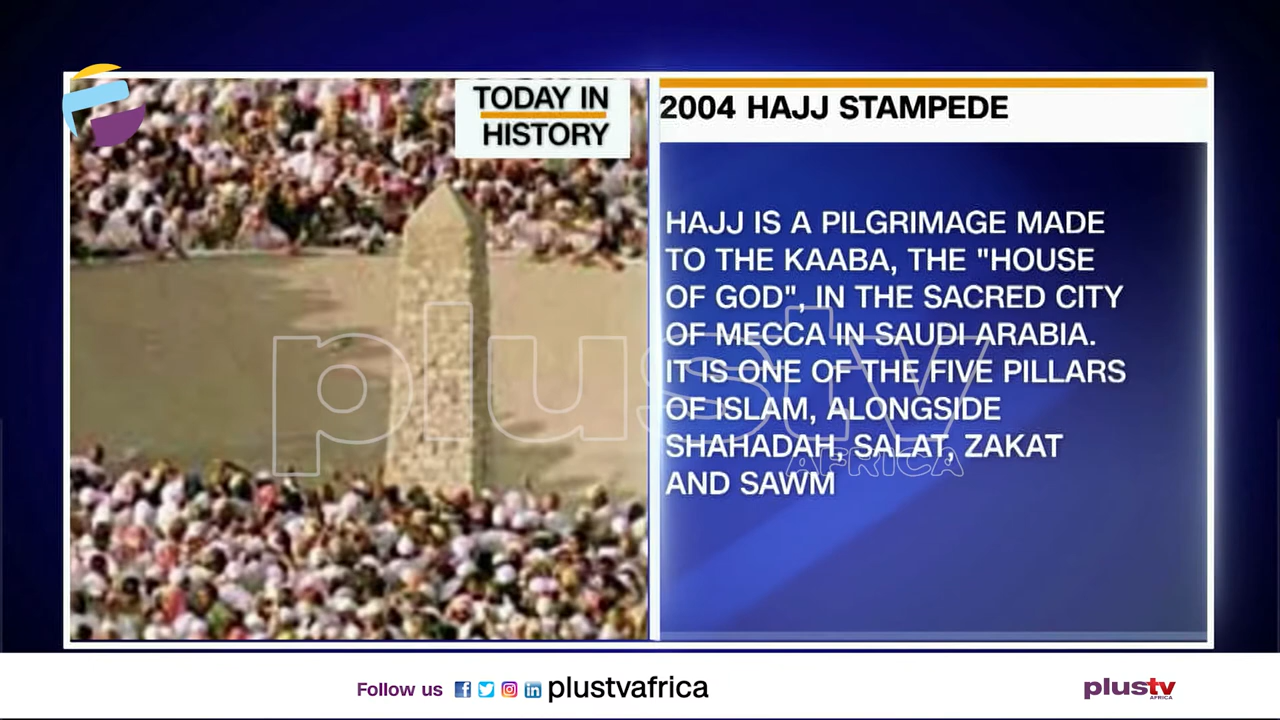 TODAY IN
HISTORY
2004 HAJJ STAMPEDE
HAJJ IS A PILGRIMAGE MADE
TO THE KAABA, THE "HOUSE
OF GOD", IN THE SACRED CITY
OF MECCA IN SAUDI ARABIA.
IT IS ONE OF THE FIVE PILLARS
OF ISLAM, ALONGSIDE
SHAHADAH, SALAT, ZAKAT
AND SAWM
plustv
AFRICA
Follow us plustvafrica
plustv
AFRICA